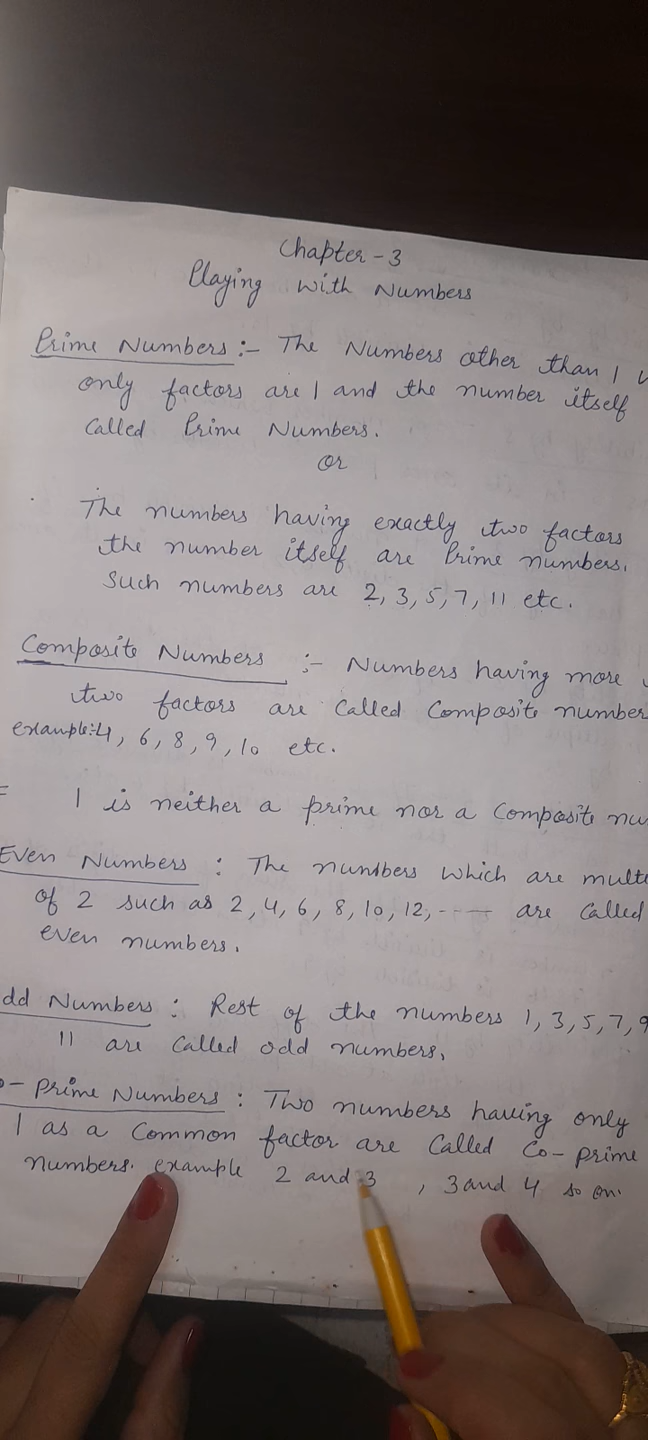 Chapter - 3
Playing With Numbers
Prime Numbers :- The Numbers other than 1
only factors are 1 and the number itself
called Prime Numbers.
or
The numbers having exactly two factors
the number itself are Prime numbers.
Such numbers are 2, 3, 5, 7, 11 etc.
Composite Numbers :- Numbers having more
two factors are called Composite number
example:- 4, 6, 8, 9, 10 etc.
1 is neither a prime nor a Composite nu
Even Numbers : The numbers which are mult
of 2 such as 2, 4, 6, 8, 10, 12, ---- are called
even numbers.
dd Numbers : Rest of the numbers 1, 3, 5, 7, 9
11 are called odd numbers.
o-Prime Numbers : Two numbers having only
1 as a Common factor are called Co-prime
numbers. example 2 and 3 , 3 and 4 so on.